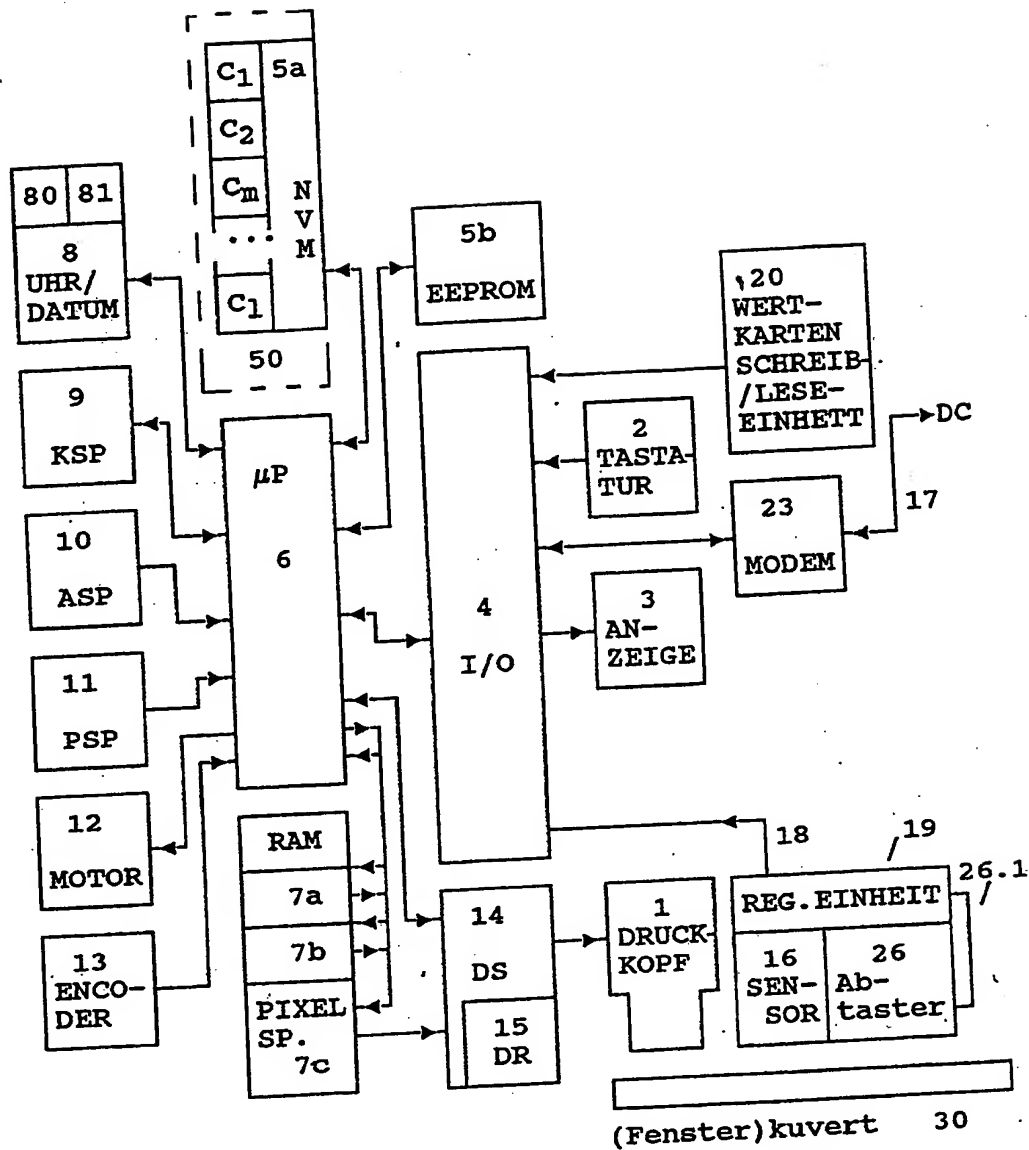 C1 5a
C2
Cm
...
C1
N
V
M
50
80 81
8
UHR/
DATUM
9
KSP
10
ASP
11
PSP
12
MOTOR
13
ENCO-
DER
µP
6
RAM
7a
7b
PIXEL
SP.
7c
5b
EEPROM
4
I/O
20
WERT-
KARTEN
SCHREIB-
/LESE-
EINHETT
2
TASTA-
TUR
DC
17
23
MODEM
3
AN-
ZEIGE
14
DS
15
DR
1
DRUCK-
KOPF
18
19
26.1
REG.EINHEIT
16
SEN-
SOR
26
Ab-
taster
(Fenster)kuvert 30